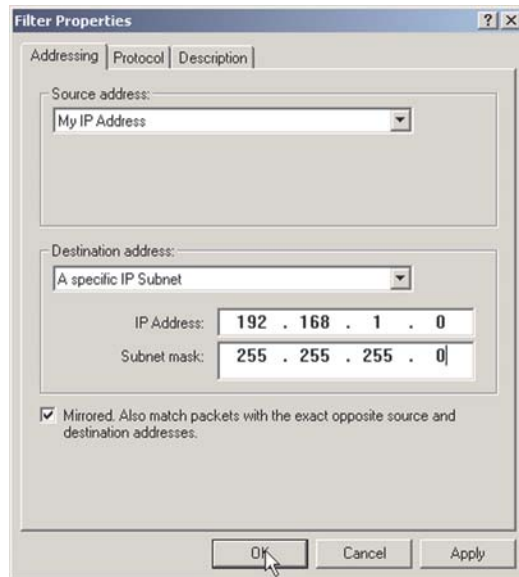 Filter Properties
? X
Addressing Protocol Description
Source address:
My IP Address
Destination address:
A specific IP Subnet
IP Address: 192 . 168 . 1 . 0
Subnet mask: 255 . 255 . 255 . 0
Mirrored. Also match packets with the exact opposite source and
destination addresses.
OK Cancel Apply